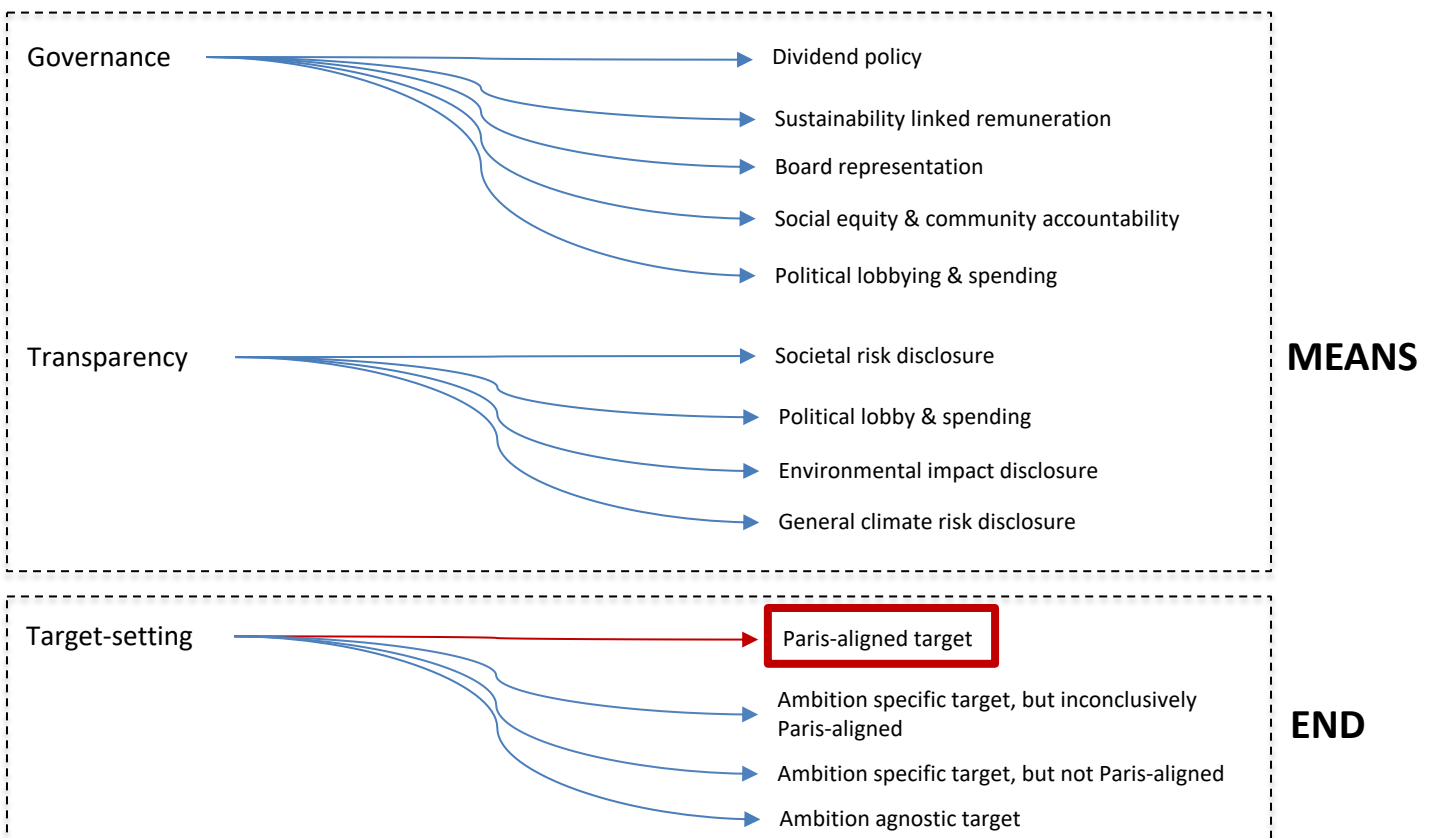 Governance
Dividend policy
Sustainability linked remuneration
Board representation
Social equity & community accountability
Political lobbying & spending
Transparency
Societal risk disclosure
MEANS
Political lobby & spending
Environmental impact disclosure
General climate risk disclosure
Target-setting
Paris-aligned target
Ambition specific target, but inconclusively
Paris-aligned
END
Ambition specific target, but not Paris-aligned
Ambition agnostic target